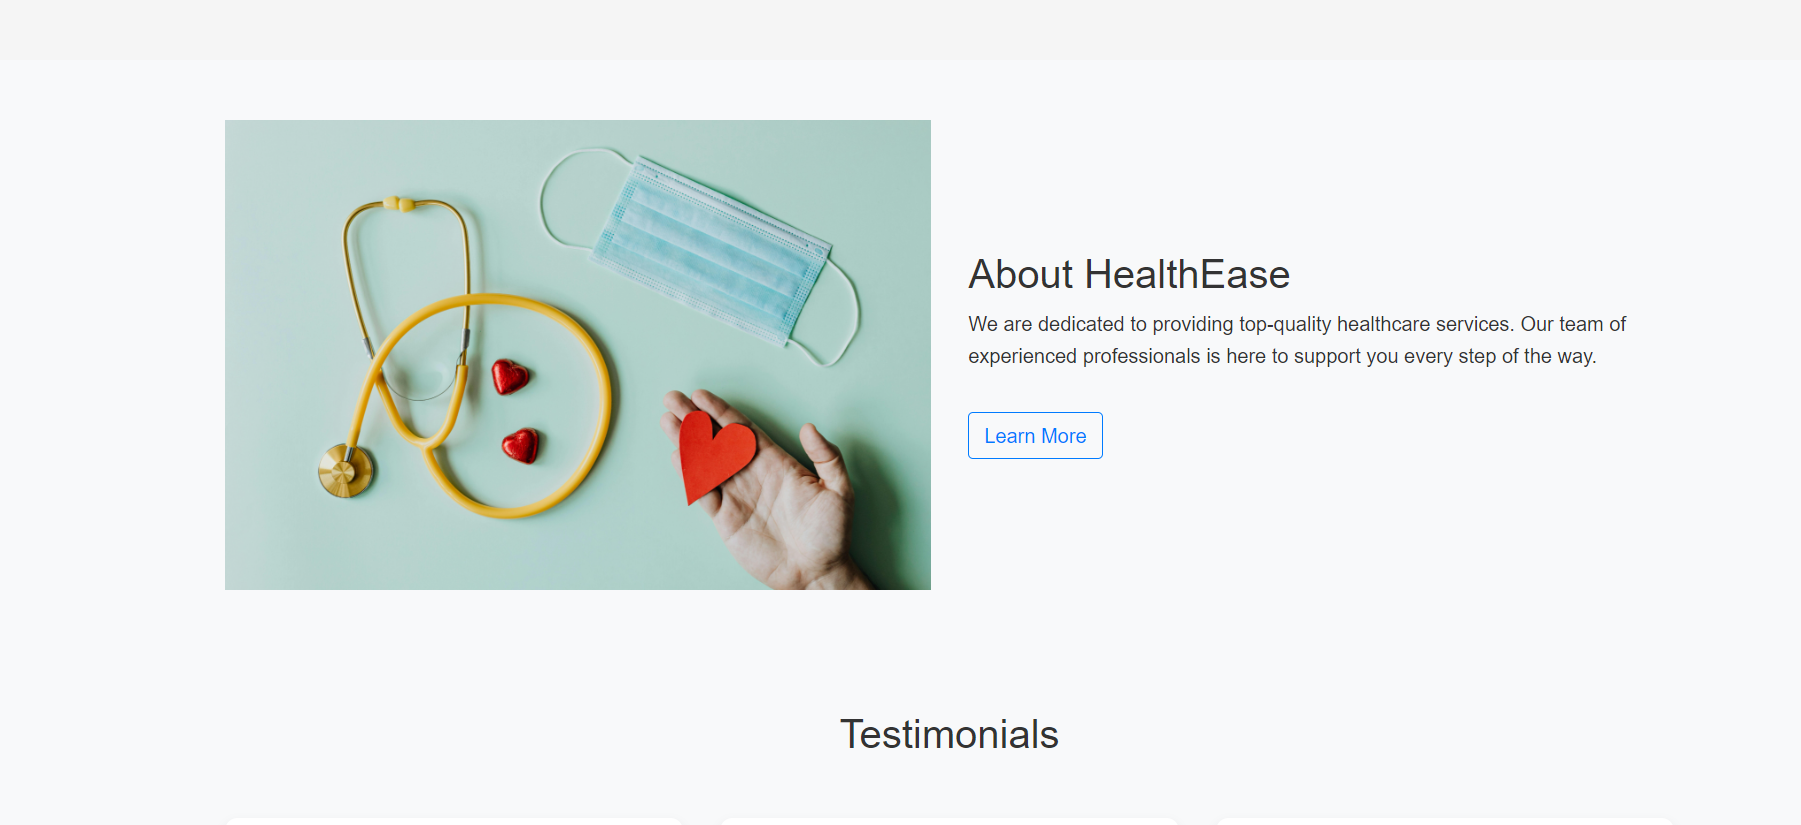 About HealthEase
We are dedicated to providing top-quality healthcare services. Our team of
experienced professionals is here to support you every step of the way.
Learn More
Testimonials